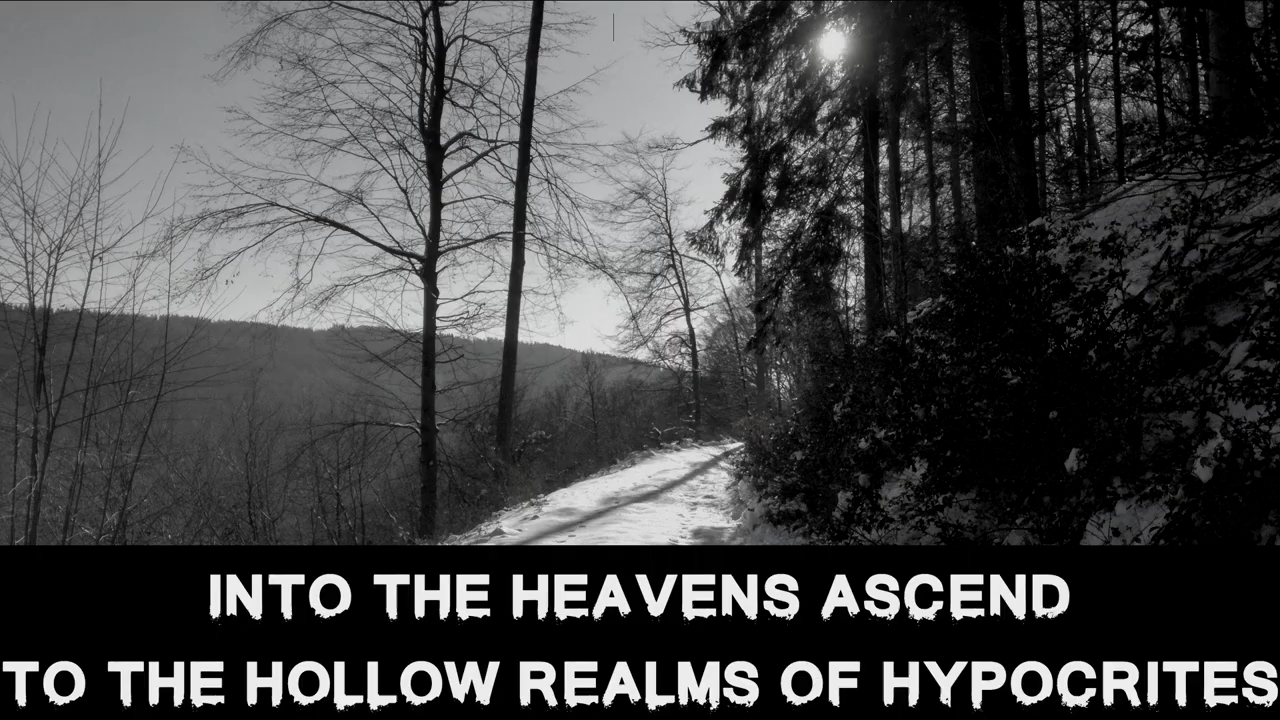 INTO THE HEAVENS ASCEND
TO THE HOLLOW REALMS OF HYPOCRITES